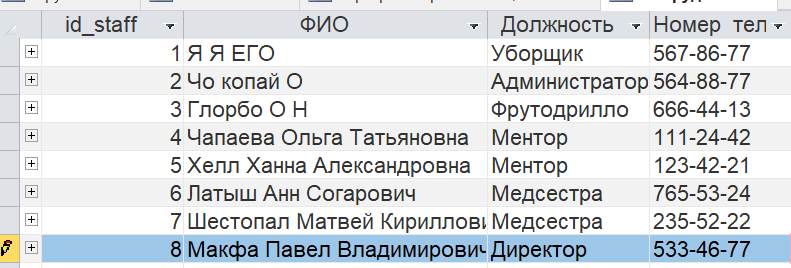 id_staff ФИО Должность Номер тел
1 Я Я ЕГО Уборщик 567-86-77
2 Чо копай О Администратор 564-88-77
3 Глорбо О Н Фрутодрилло 666-44-13
4 Чапаева Ольга Татьяновна Ментор 111-24-42
5 Хелл Ханна Александровна Ментор 123-42-21
6 Латыш Анн Согарович Медсестра 765-53-24
7 Шестопал Матвей Кириллови Медсестра 235-52-22
8 Макфа Павел Владимирович Директор 533-46-77